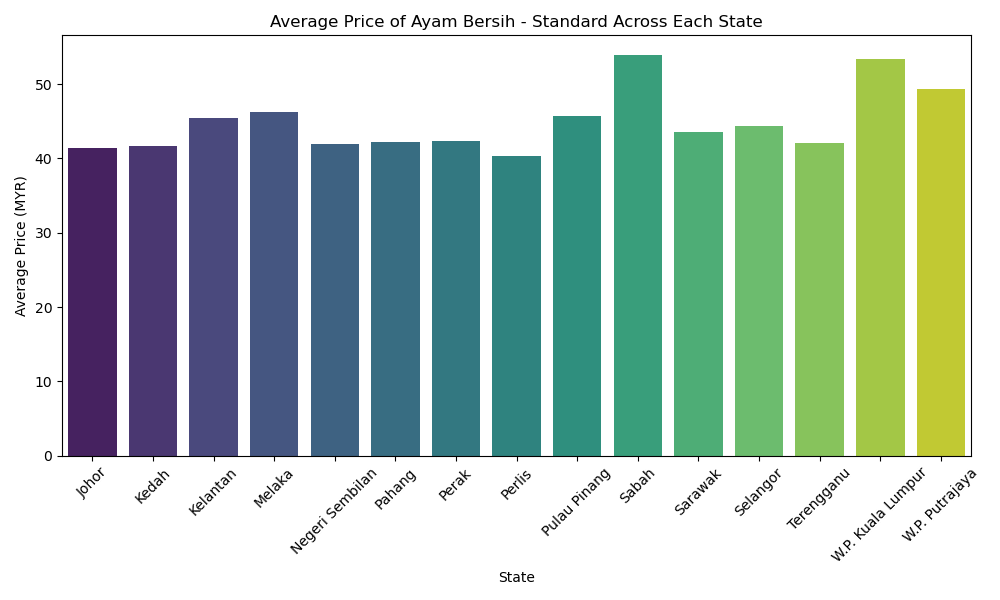 Average Price of Ayam Bersih - Standard Across Each State
Average Price (MYR)
50
40
30
20
10
0
Johor
Kedah
Kelantan
Melaka
Negeri Sembilan
Pahang
Perak
Perlis
Pulau Pinang
Sabah
Sarawak
Selangor
Terengganu
W.P. Kuala Lumpur
W.P. Putrajaya
State